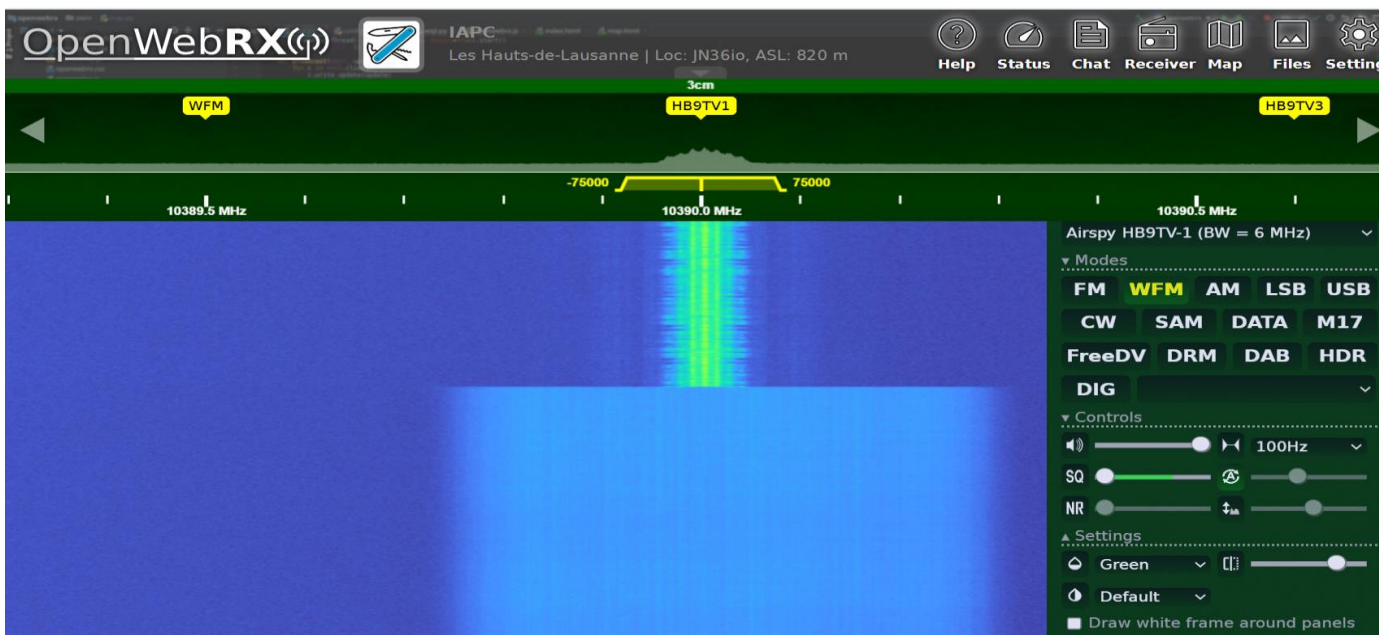 OpenWebRX
IAPC
Les Hauts-de-Lausanne | Loc: JN36io, ASL: 820 m
Help Status Chat Receiver Map Files Setting
3cm
WFM HB9TV1 HB9TV3
-75000 75000
10389.5 MHz 10390.0 MHz 10390.5 MHz
Airspy HB9TV-1 (BW = 6 MHz)
Modes
FM WFM AM LSB USB
CW SAM DATA M17
FreeDV DRM DAB HDR
DIG
Controls
100Hz
SQ
NR
Settings
Green
Default
Draw white frame around panels